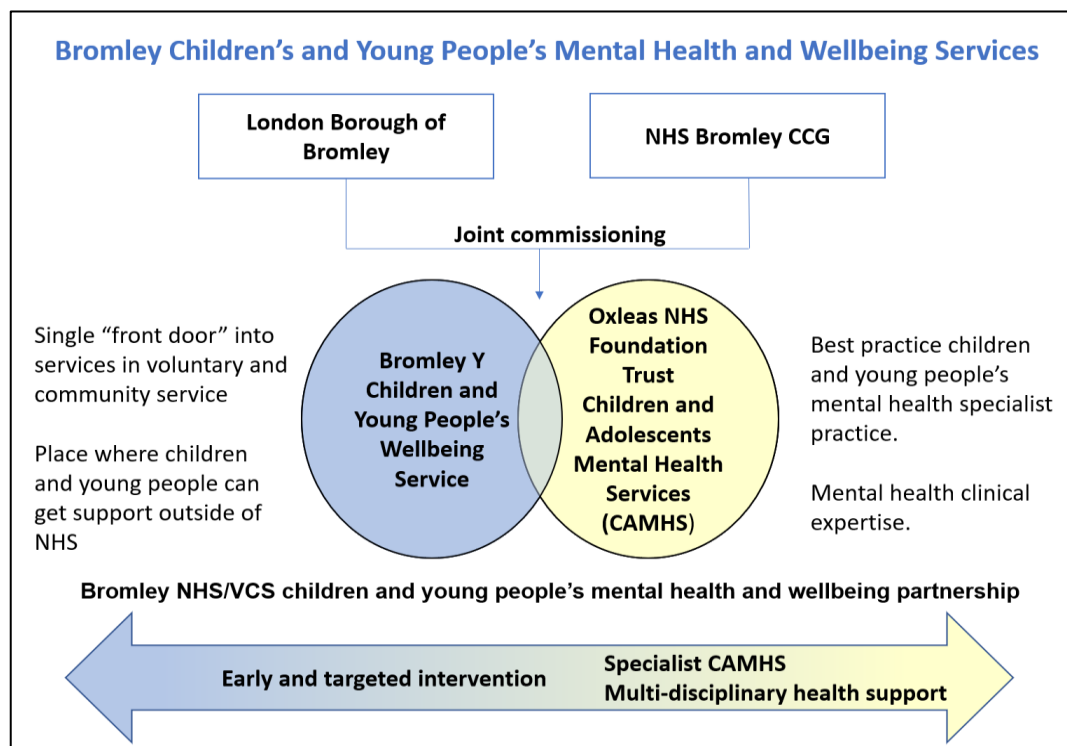 Bromley Children's and Young People's Mental Health and Wellbeing Services
London Borough of
Bromley
NHS Bromley CCG
Joint commissioning
Single “front door” into
services in voluntary and
community service
Place where children
and young people can
get support outside of
NHS
Bromley Y
Children and
Young People's
Wellbeing
Service
Oxleas NHS
Foundation
Trust
Children and
Adolescents
Mental Health
Services
(CAMHS)
Best practice children
and young people's
mental health specialist
practice.
Mental health clinical
expertise.
Bromley NHS/VCS children and young people's mental health and wellbeing partnership
Early and targeted intervention
Specialist CAMHS
Multi-disciplinary health support